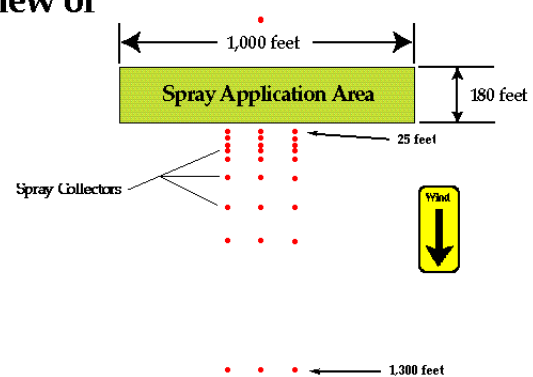 iew of
1,000 feet
Spray Application Area
180 feet
25 feet
Spray Collectors
Wind
1,300 feet